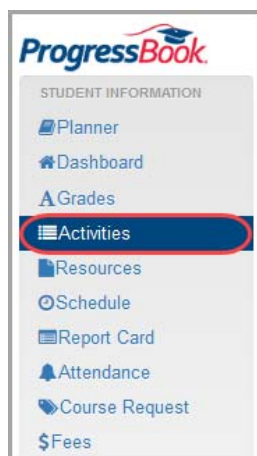 ProgressBook
STUDENT INFORMATION
Planner
Dashboard
Grades
Activities
Resources
Schedule
Report Card
Attendance
Course Request
Fees